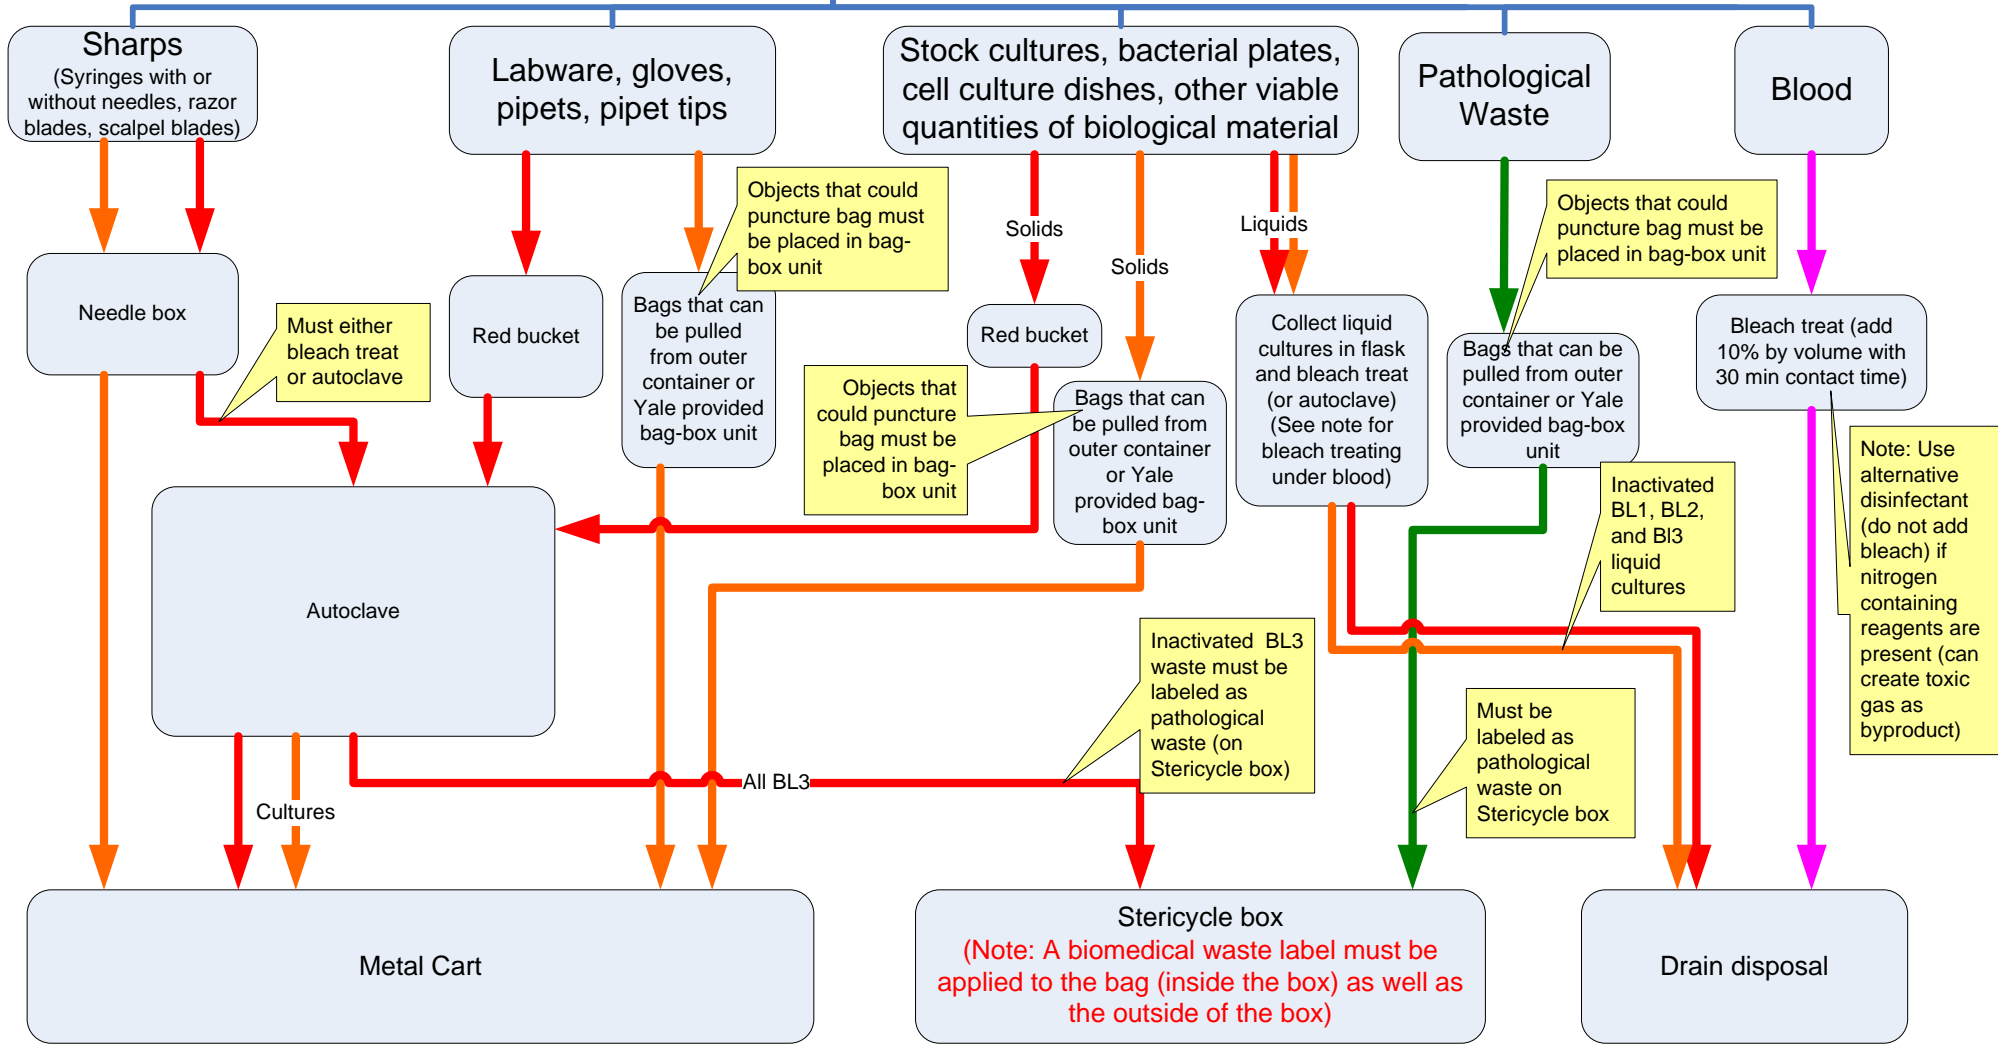 Sharps
(Syringes with or
without needles, razor
blades, scalpel blades)
Labware, gloves,
pipets, pipet tips
Stock cultures, bacterial plates,
cell culture dishes, other viable
quantities of biological material
Pathological
Waste
Blood
Objects that could
puncture bag must
be placed in bag-
box unit
Solids
Solids
Liquids
Objects that could
puncture bag must be
placed in bag-box unit
Needle box
Must either
bleach treat
or autoclave
Red bucket
Bags that can
be pulled
from outer
container or
Yale provided
bag-box unit
Red bucket
Objects that
could puncture
bag must be
placed in bag-
box unit
Bags that can
be pulled from
outer container
or Yale
provided bag-
box unit
Collect liquid
cultures in flask
and bleach treat
(or autoclave)
(See note for
bleach treating
under blood)
Bags that can be
pulled from outer
container or Yale
provided bag-box
unit
Bleach treat (add
10% by volume with
30 min contact time)
Inactivated
BL1, BL2,
and Bl3
liquid
cultures
Note: Use
alternative
disinfectant
(do not add
bleach) if
nitrogen
containing
reagents are
present (can
create toxic
gas as
byproduct)
Autoclave
Inactivated BL3
waste must be
labeled as
pathological
waste (on
Stericycle box)
Must be
labeled as
pathological
waste on
Stericycle box
All BL3
Cultures
Metal Cart
Stericycle box
(Note: A biomedical waste label must be
applied to the bag (inside the box) as well as
the outside of the box)
Drain disposal